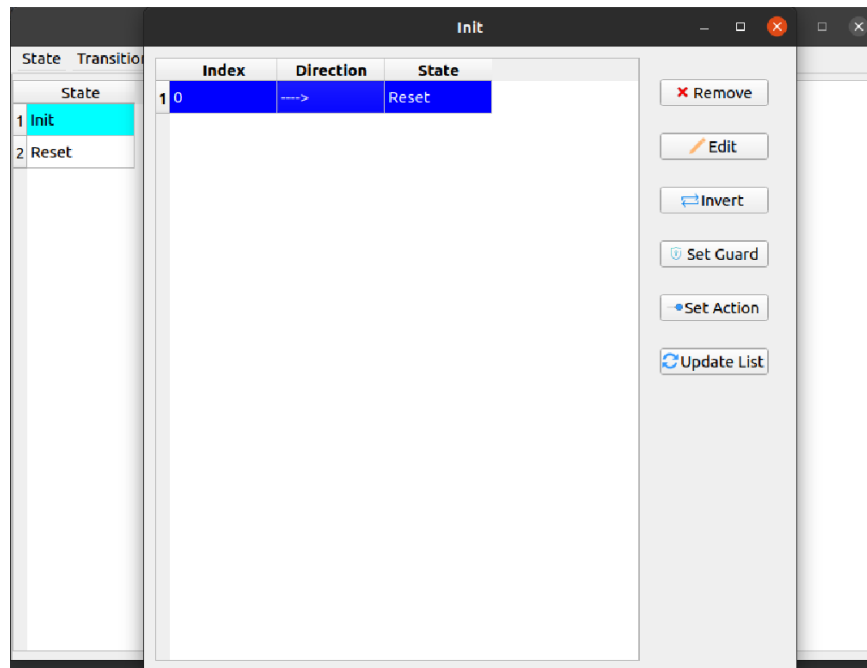 Init
State Transition
State
1 Init
2 Reset
Index Direction State
1 0 ----> Reset
Remove
Edit
Invert
Set Guard
Set Action
Update List